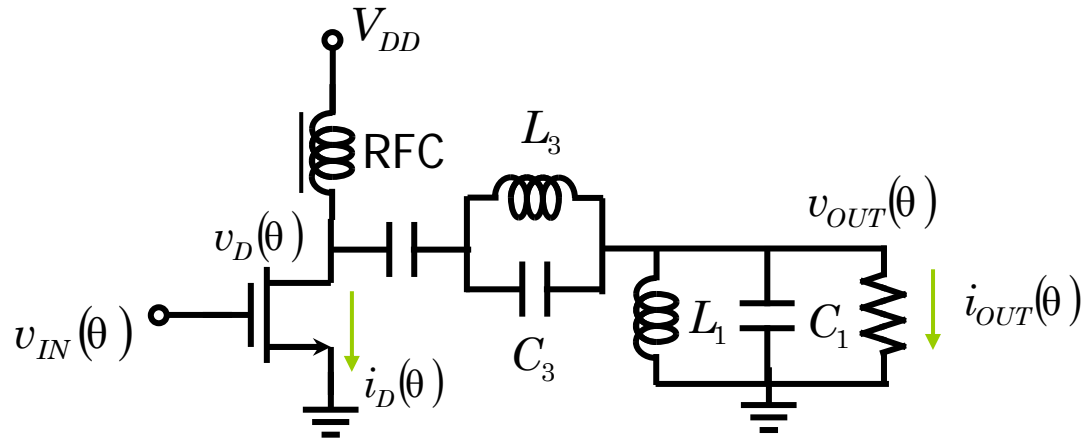 V_DD
RFC
L_3
v_D(θ)
v_OUT(θ)
v_IN(θ)
i_D(θ)
C_3
L_1
C_1
i_OUT(θ)